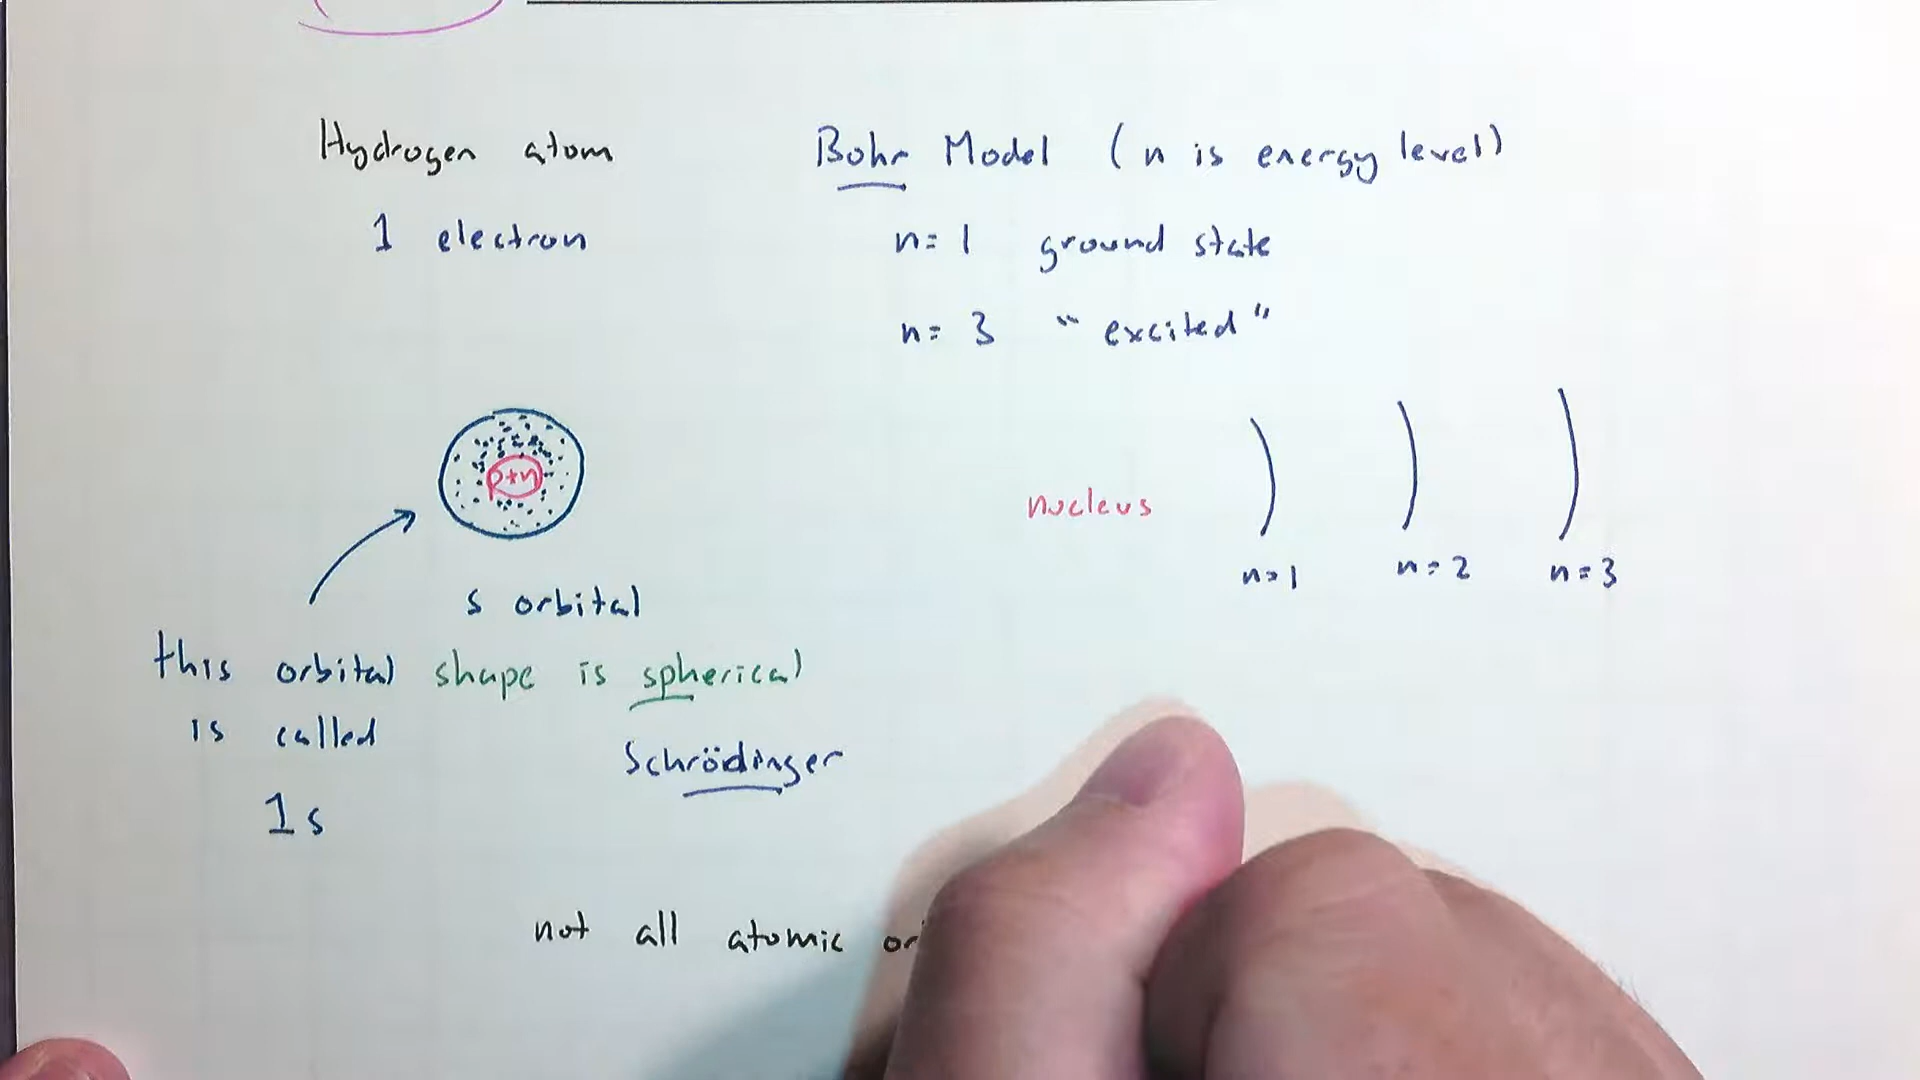 Hydrogen atom
1 electron
Bohr Model (n is energy level)
n=1 ground state
n=3 "excited"
p+n
nucleus
n=1
n=2
n=3
s orbital
this orbital shape is spherical
is called
1s
Schrödinger
not all atomic